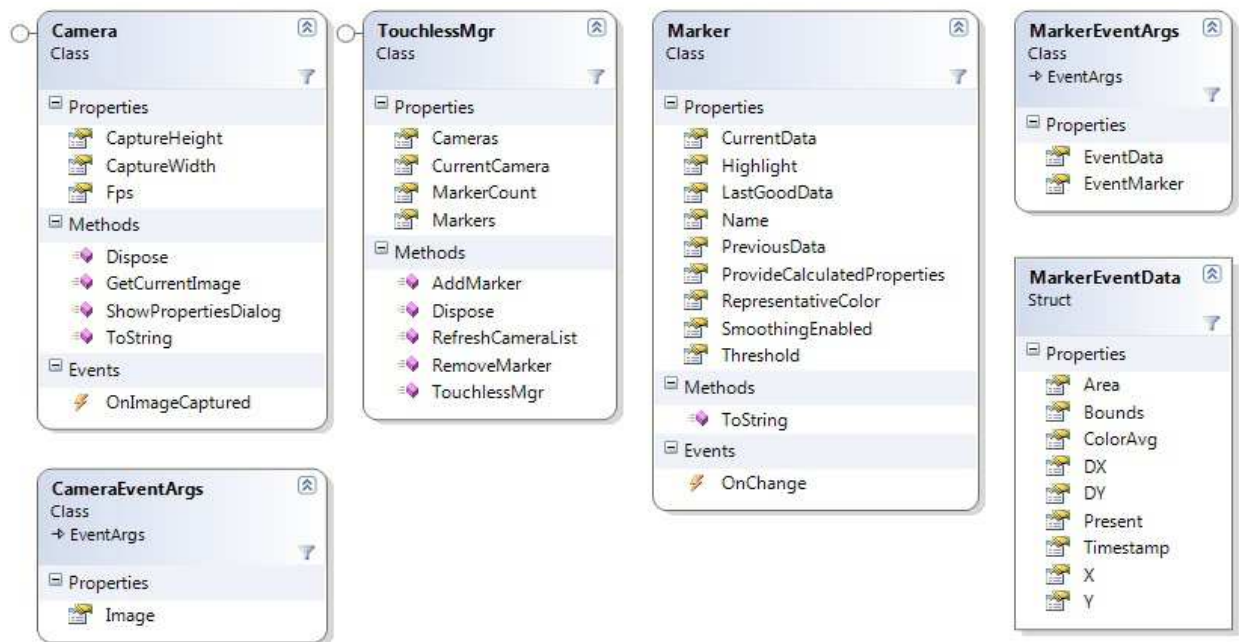 Camera
Class
Properties
CaptureHeight
CaptureWidth
Fps
Methods
Dispose
GetCurrentImage
ShowPropertiesDialog
ToString
Events
OnImageCaptured
CameraEventArgs
Class
EventArgs
Properties
Image
TouchlessMgr
Class
Properties
Cameras
CurrentCamera
MarkerCount
Markers
Methods
AddMarker
Dispose
RefreshCameraList
RemoveMarker
TouchlessMgr
Marker
Class
Properties
CurrentData
Highlight
LastGoodData
Name
PreviousData
ProvideCalculatedProperties
RepresentativeColor
SmoothingEnabled
Threshold
Methods
ToString
Events
OnChange
MarkerEventArgs
Class
EventArgs
Properties
EventData
EventMarker
MarkerEventData
Struct
Properties
Area
Bounds
ColorAvg
DX
DY
Present
Timestamp
X
Y